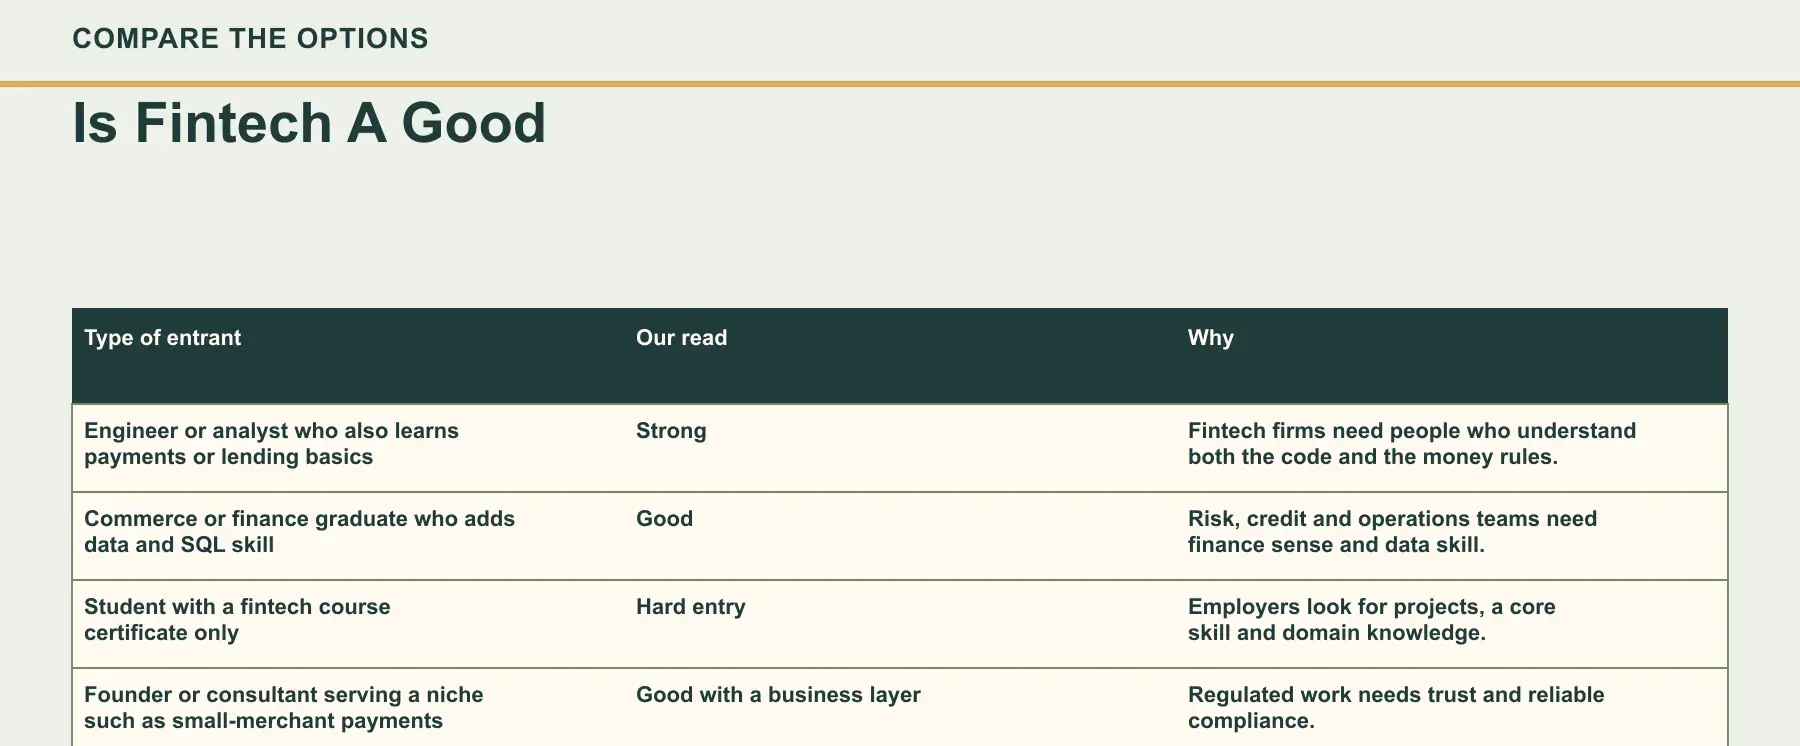 COMPARE THE OPTIONS
Is Fintech A Good
Type of entrant
Our read
Why
Engineer or analyst who also learns
payments or lending basics
Strong
Fintech firms need people who understand
both the code and the money rules.
Commerce or finance graduate who adds
data and SQL skill
Good
Risk, credit and operations teams need
finance sense and data skill.
Student with a fintech course
certificate only
Hard entry
Employers look for projects, a core
skill and domain knowledge.
Founder or consultant serving a niche
such as small-merchant payments
Good with a business layer
Regulated work needs trust and reliable
compliance.